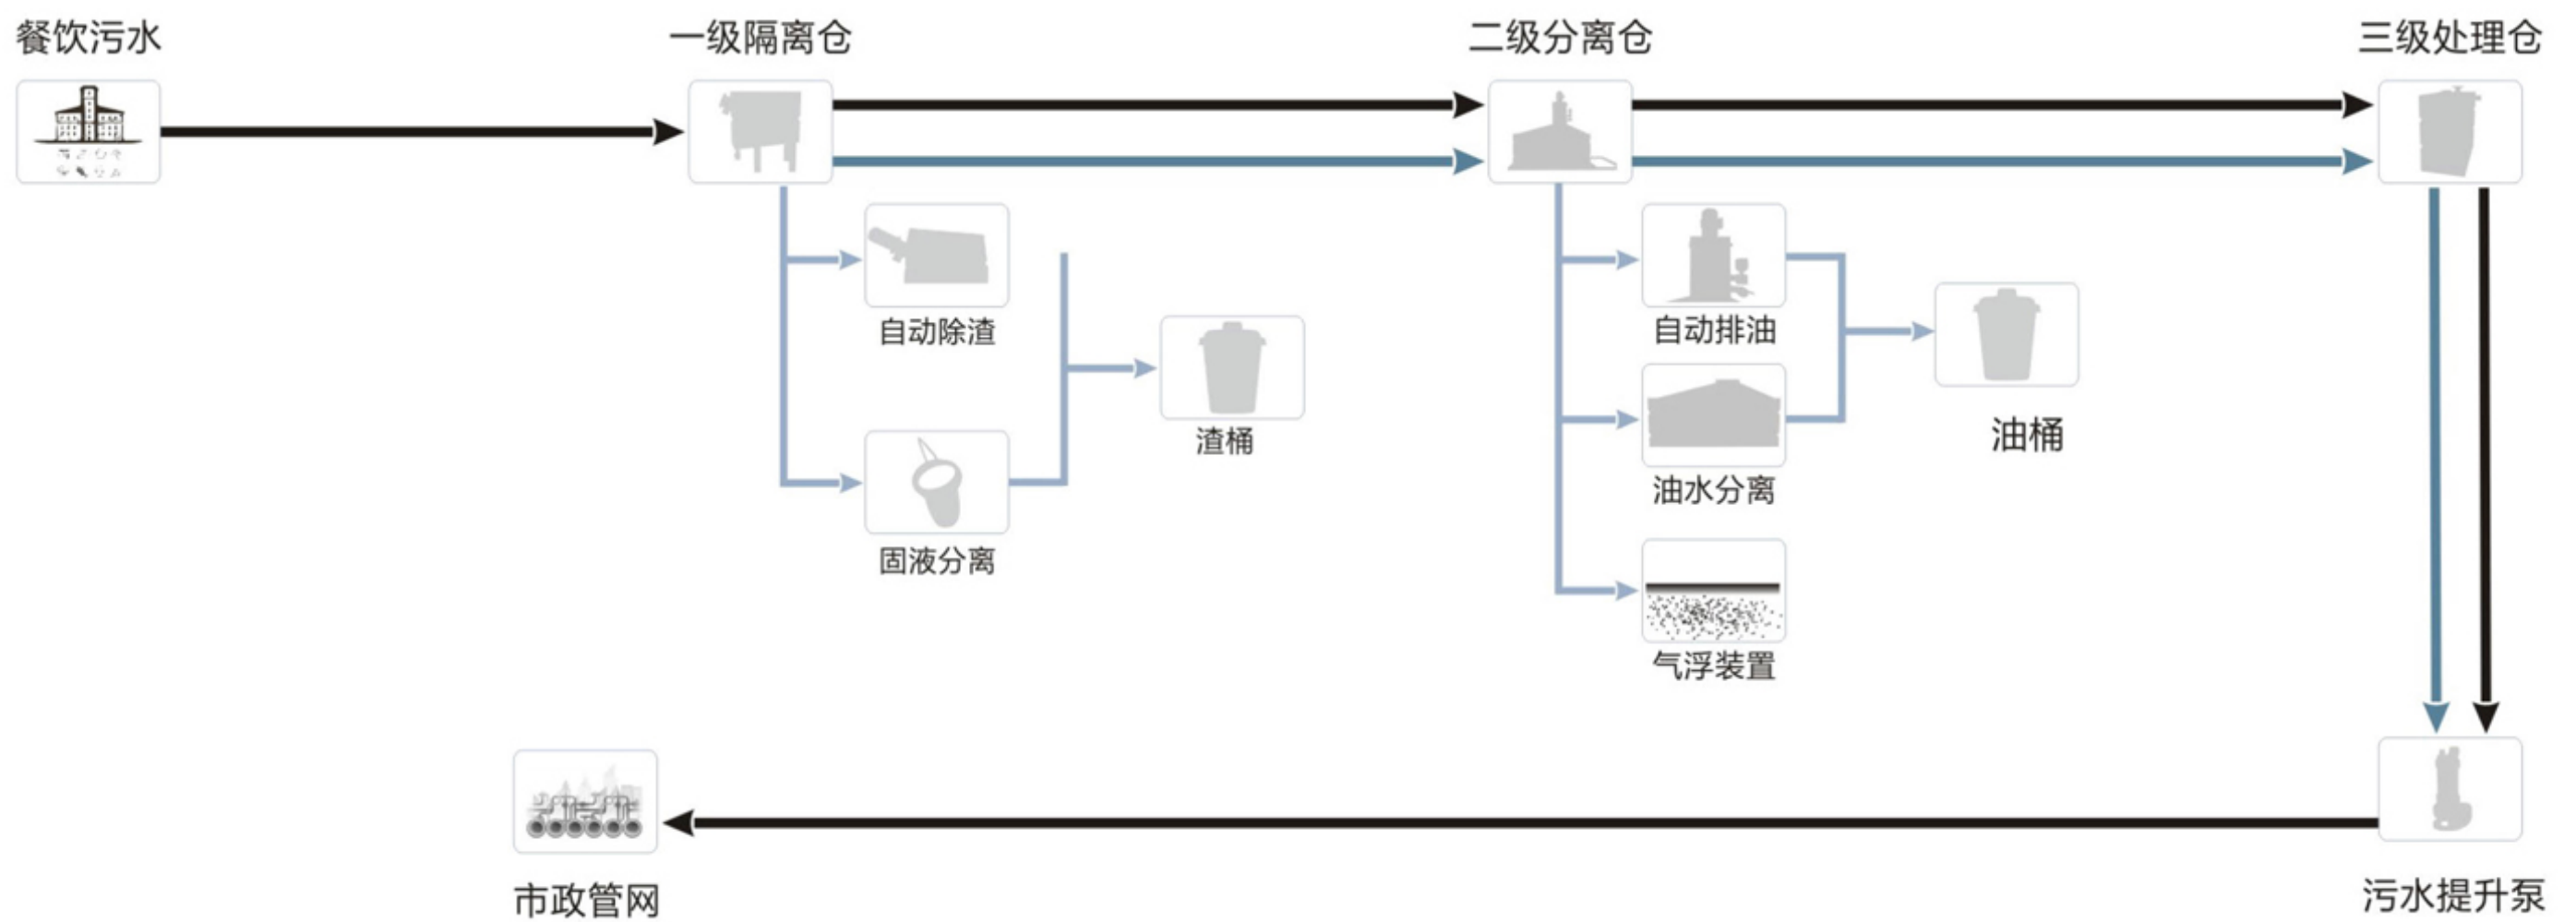 餐饮污水
一级隔离仓
二级分离仓
三级处理仓
自动除渣
固液分离
渣桶
自动排油
油水分离
气浮装置
油桶
市政管网
污水提升泵